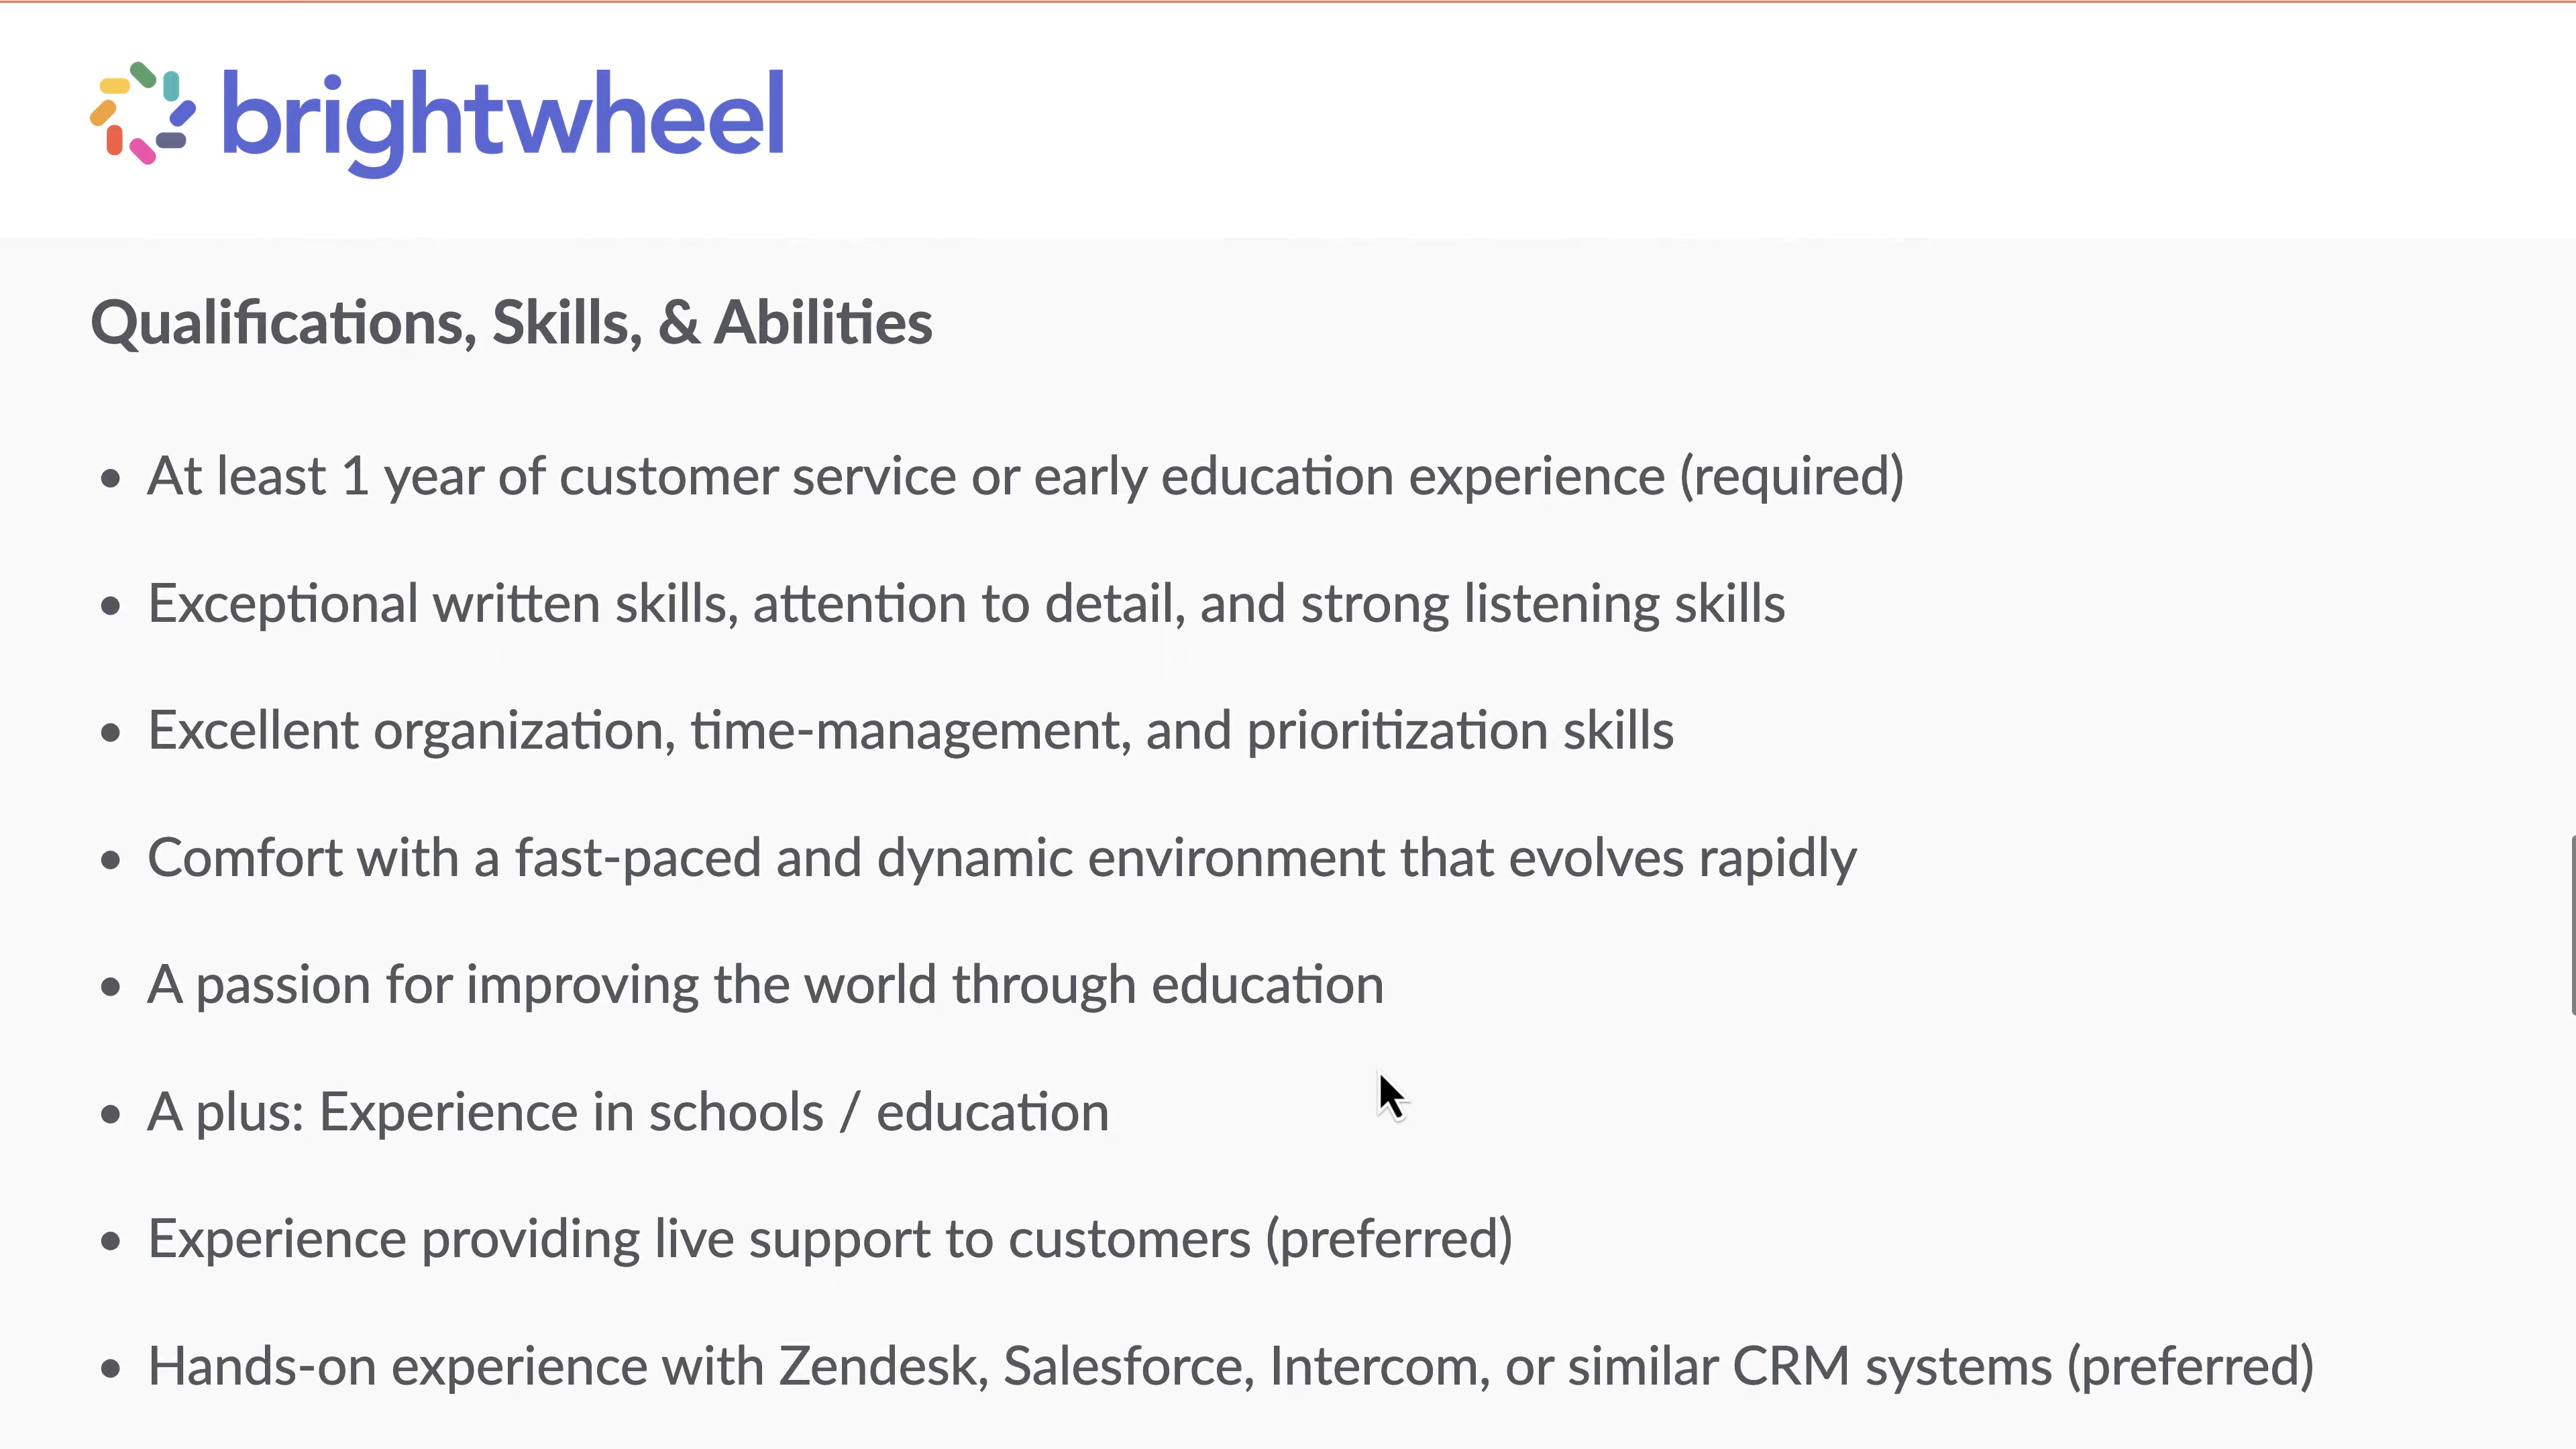 brightwheel
Qualifications, Skills, & Abilities
• At least 1 year of customer service or early education experience (required)
• Exceptional written skills, attention to detail, and strong listening skills
• Excellent organization, time-management, and prioritization skills
• Comfort with a fast-paced and dynamic environment that evolves rapidly
• A passion for improving the world through education
• A plus: Experience in schools / education
• Experience providing live support to customers (preferred)
• Hands-on experience with Zendesk, Salesforce, Intercom, or similar CRM systems (preferred)